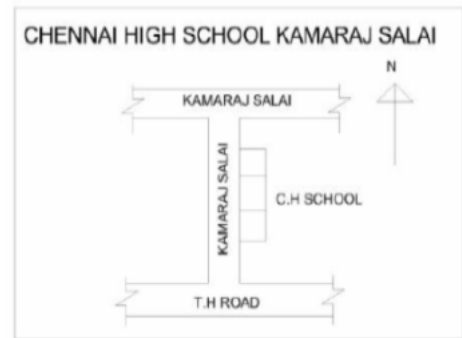 CHENNAI HIGH SCHOOL KAMARAJ SALAI
N
KAMARAJ SALAI
KAMARAJ SALAI
C.H SCHOOL
T.H ROAD